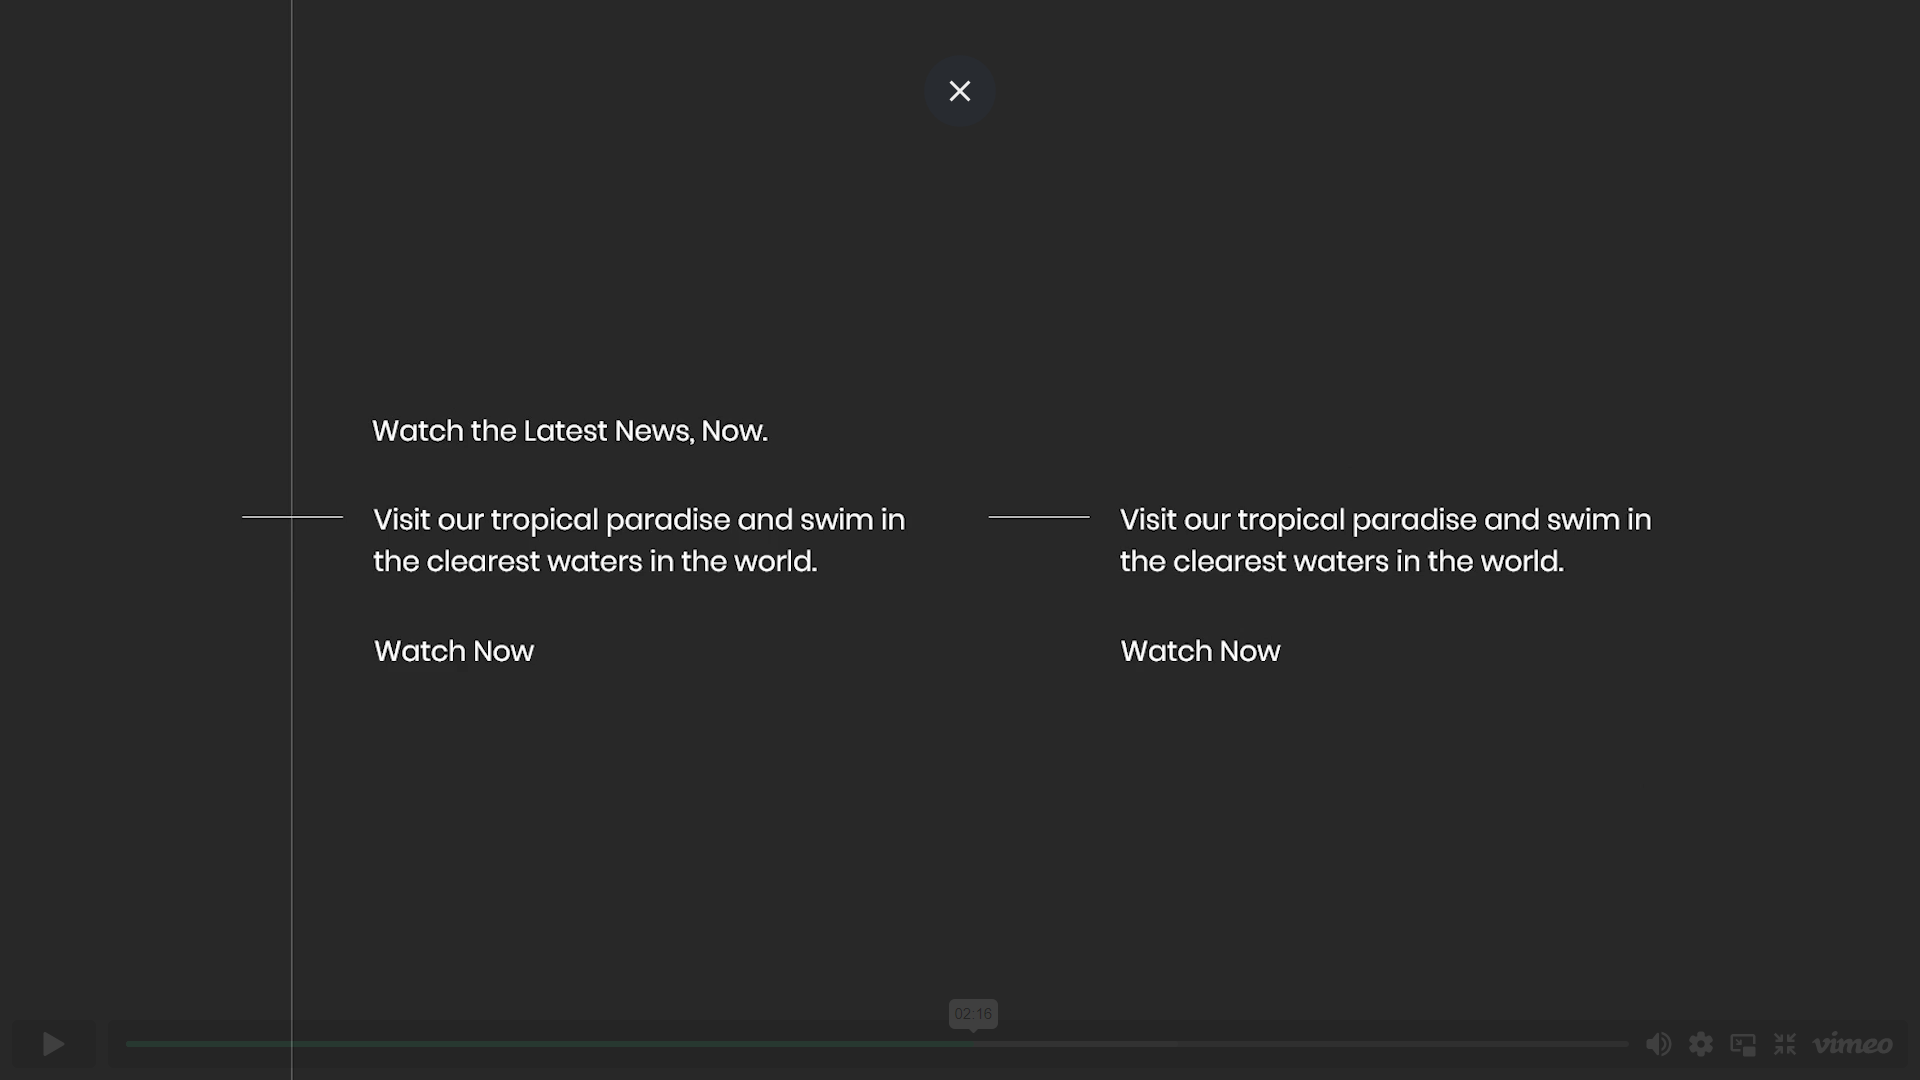 Watch the Latest News, Now.
Visit our tropical paradise and swim in
the clearest waters in the world.
Watch Now
Visit our tropical paradise and swim in
the clearest waters in the world.
Watch Now
02:16
vimeo